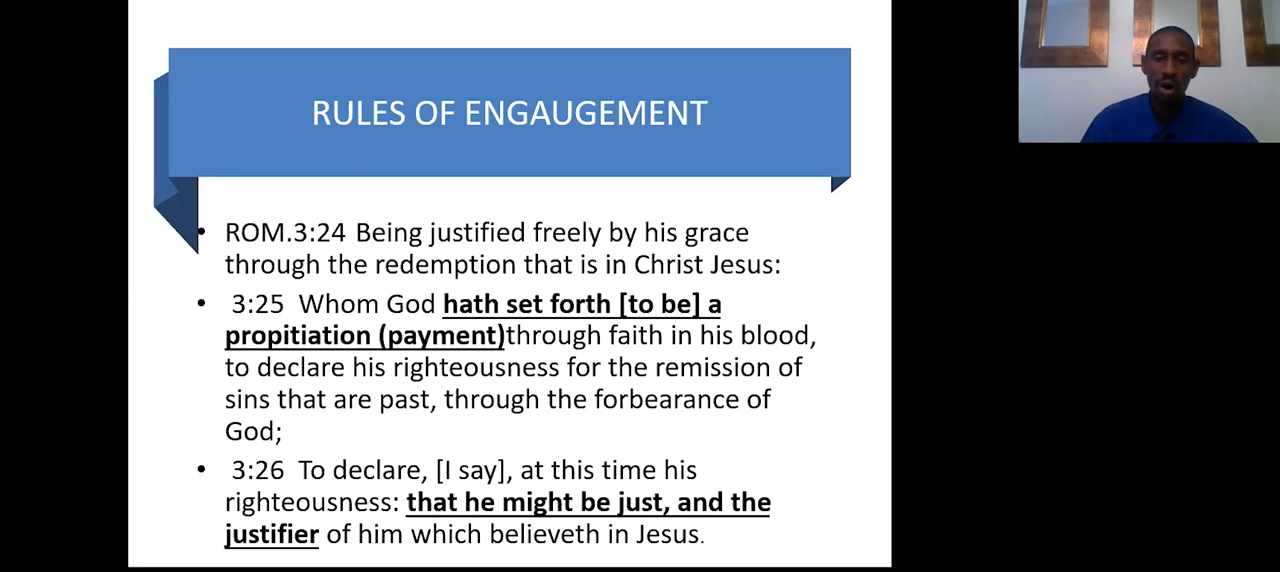 RULES OF ENGAUGEMENT
• ROM.3:24 Being justified freely by his grace
through the redemption that is in Christ Jesus:
• 3:25 Whom God hath set forth [to be] a
propitiation (payment)through faith in his blood,
to declare his righteousness for the remission of
sins that are past, through the forbearance of
God;
• 3:26 To declare, [I say], at this time his
righteousness: that he might be just, and the
justifier of him which believeth in Jesus.